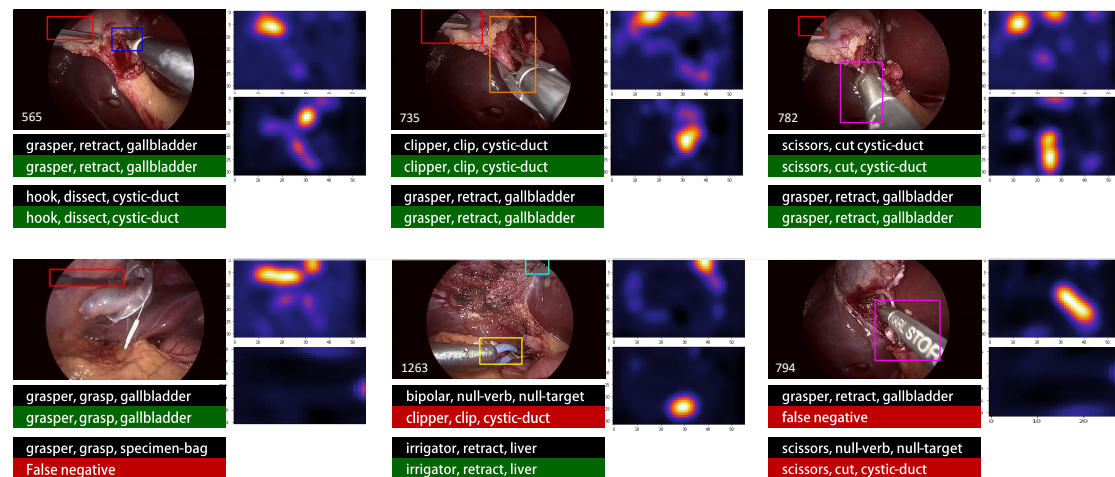 565
grasper, retract, gallbladder
grasper, retract, gallbladder
hook, dissect, cystic-duct
hook, dissect, cystic-duct
735
clipper, clip, cystic-duct
clipper, clip, cystic-duct
grasper, retract, gallbladder
grasper, retract, gallbladder
782
scissors, cut cystic-duct
scissors, cut, cystic-duct
grasper, retract, gallbladder
grasper, retract, gallbladder
grasper, grasp, gallbladder
grasper, grasp, gallbladder
grasper, grasp, specimen-bag
False negative
1263
bipolar, null-verb, null-target
clipper, clip, cystic-duct
irrigator, retract, liver
irrigator, retract, liver
794
grasper, retract, gallbladder
false negative
scissors, null-verb, null-target
scissors, cut, cystic-duct